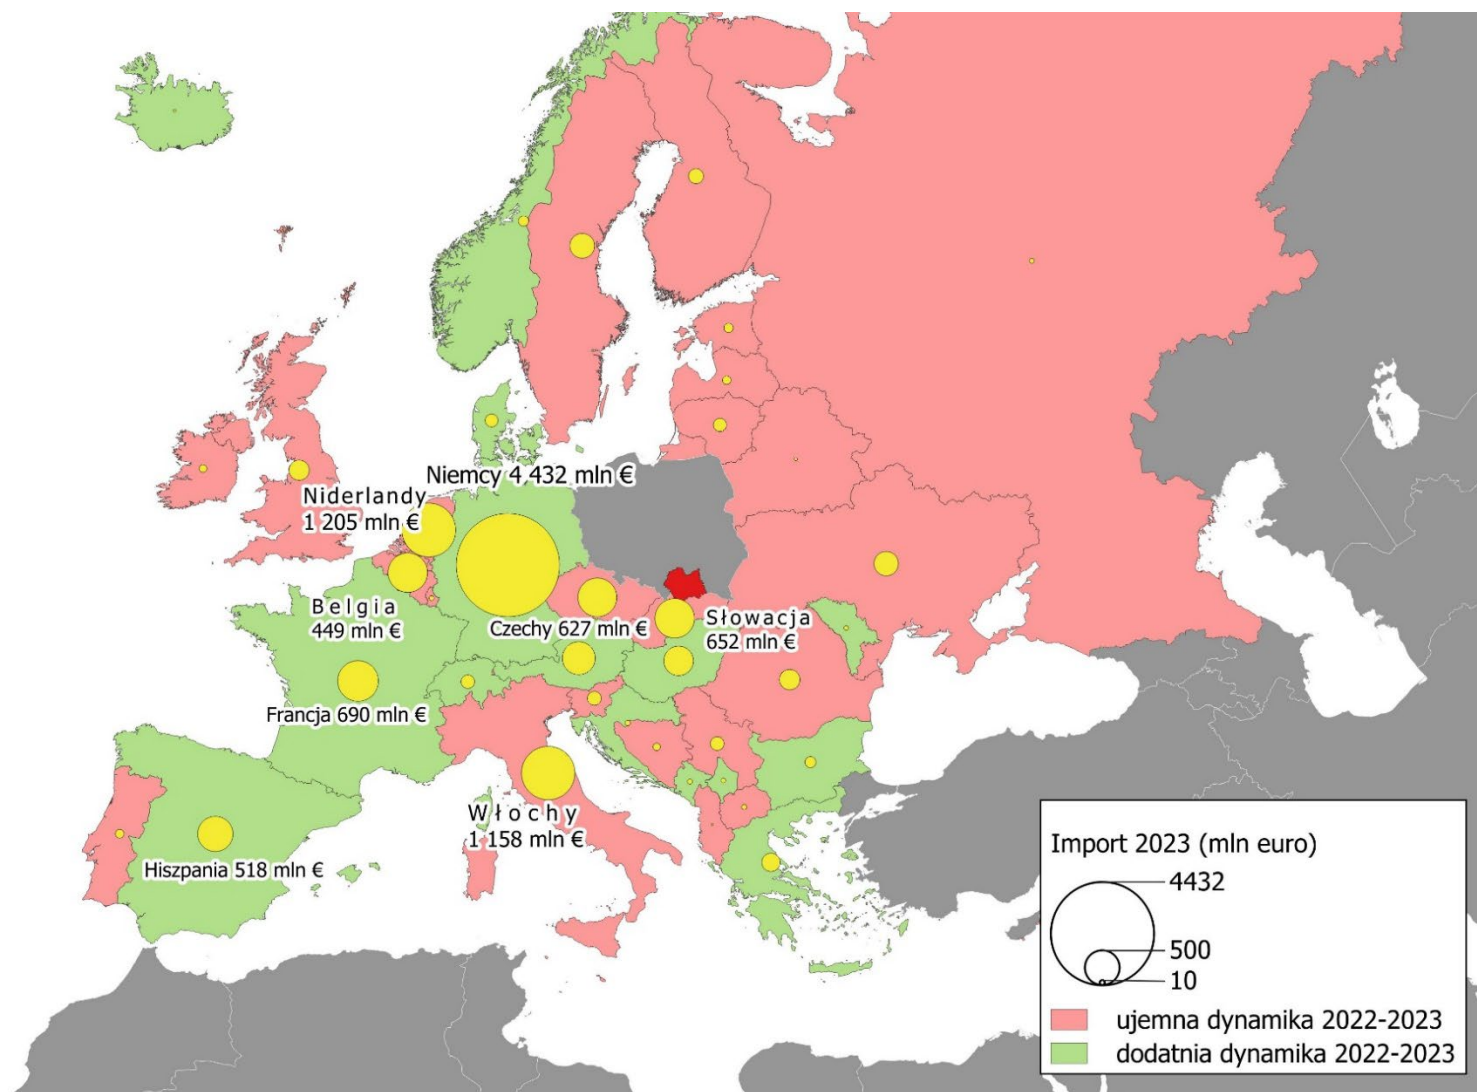 Niemcy 4 432 mln €
Niderlandy
1 205 mln €
Belgia
449 mln €
Czechy 627 mln €
Słowacja
652 mln €
Francja 690 mln €
Włochy
1 158 mln €
Hiszpania 518 mln €
Import 2023 (mln euro)
4432
500
10
ujemna dynamika 2022-2023
dodatnia dynamika 2022-2023